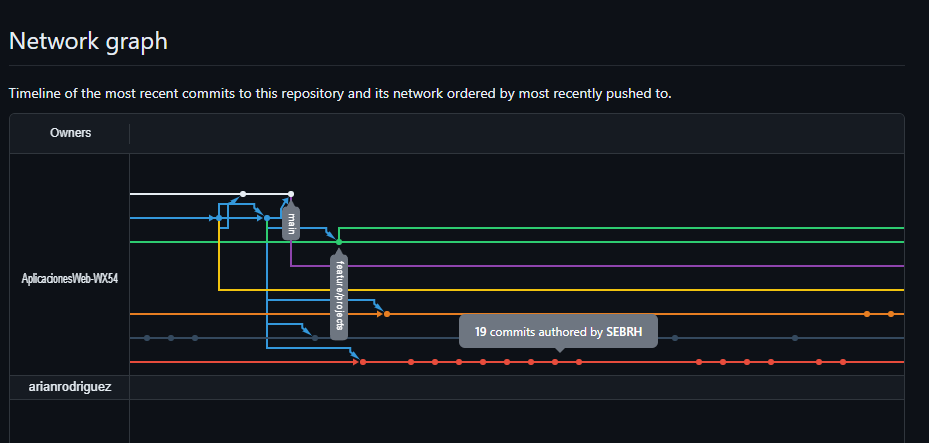 Network graph
Timeline of the most recent commits to this repository and its network ordered by most recently pushed to.
Owners
main
AplicacionesWeb-WX54
feature/projects
19 commits authored by SEBRH
arianrodriguez